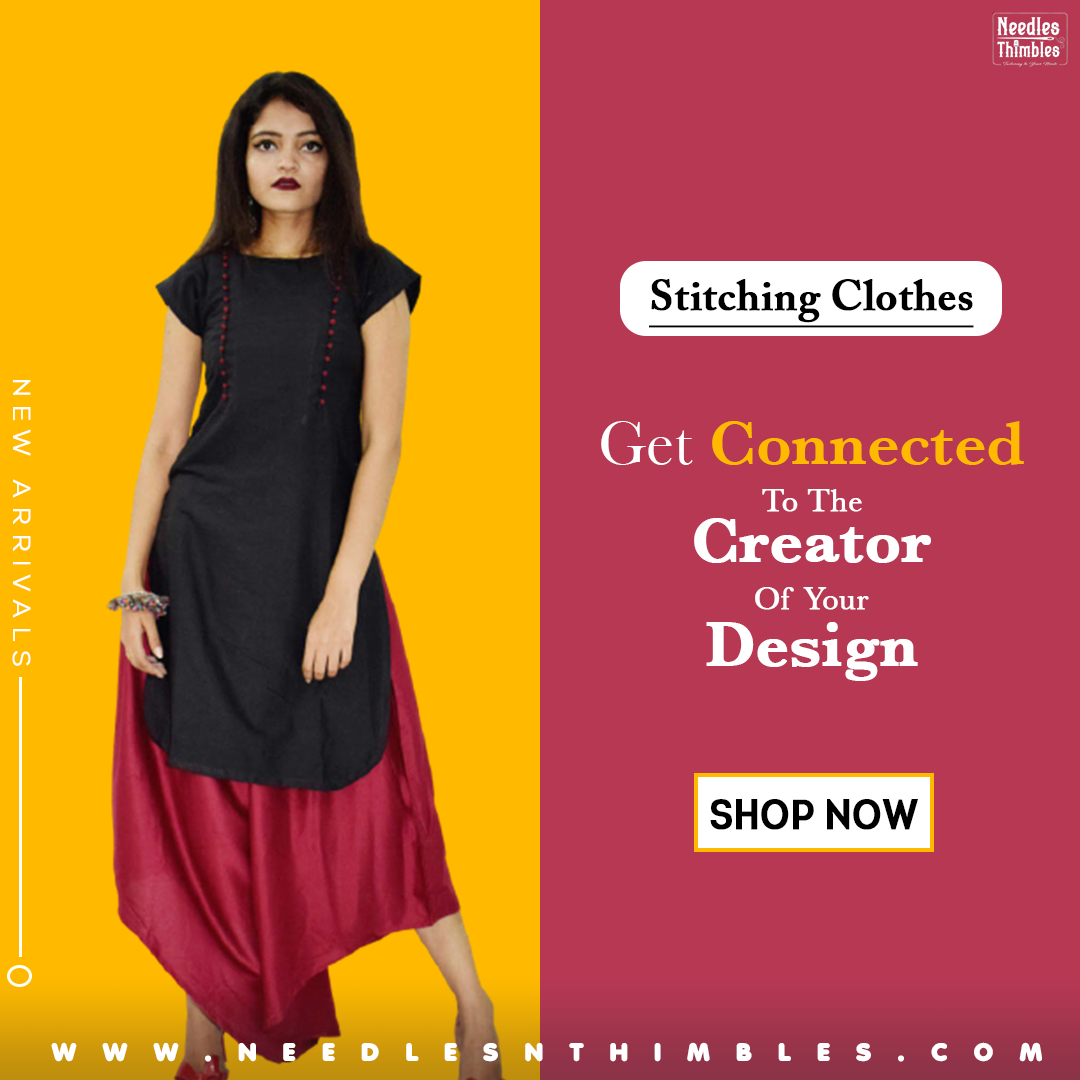 Needles
Thimbles
Stitching Clothes
Get Connected
To The
Creator
Of Your
Design
SHOP NOW
NEW ARRIVALS
WWW.NEEDLESNTHIMBLES.COM